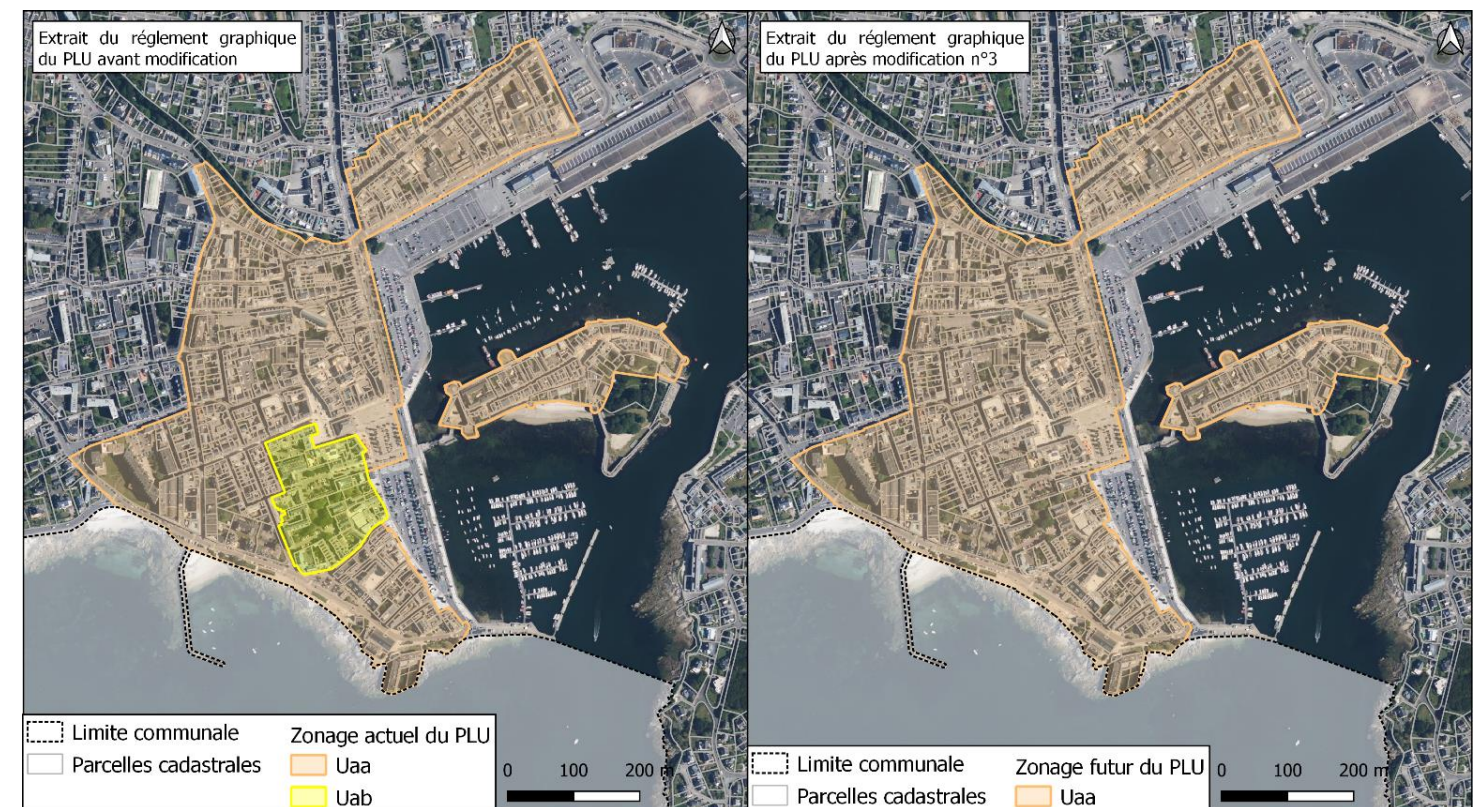 Extrait du réglement graphique
du PLU avant modification
Extrait du réglement graphique
du PLU après modification n°3
Limite communale
Parcelles cadastrales
Zonage actuel du PLU
Uaa
Uab
0 100 200 m
Limite communale
Parcelles cadastrales
Zonage futur du PLU
Uaa
0 100 200 m